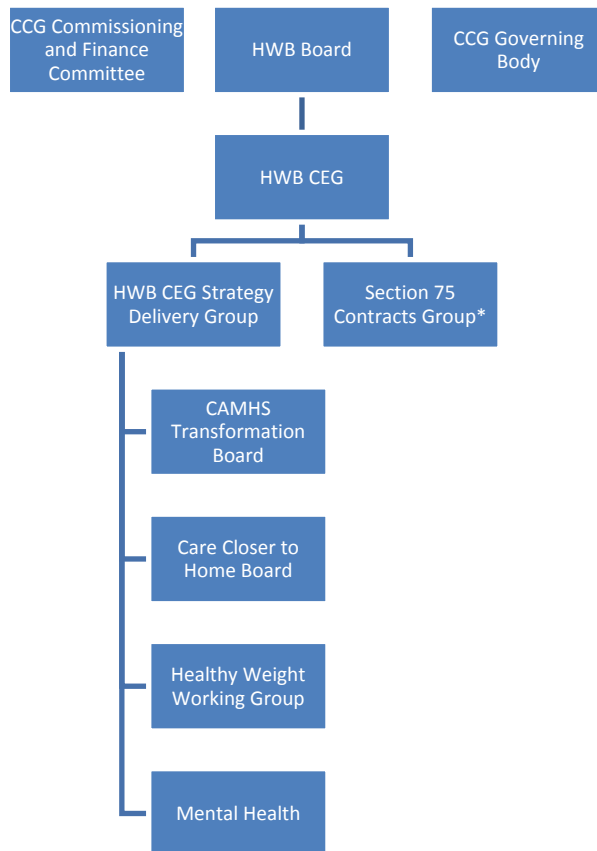 CCG Commissioning
and Finance
Committee
HWB Board
CCG Governing
Body
HWB CEG
HWB CEG Strategy
Delivery Group
Section 75
Contracts Group*
CAMHS
Transformation
Board
Care Closer to
Home Board
Healthy Weight
Working Group
Mental Health